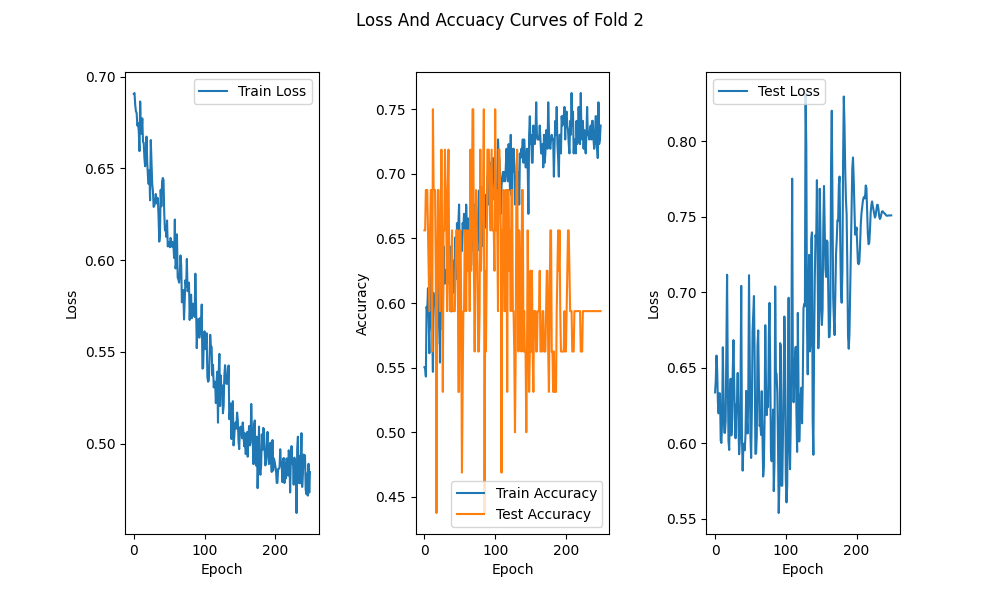 Loss And Accuacy Curves of Fold 2
Train Loss
0.70
0.65
0.60
0.55
0.50
Loss
0
100
200
Epoch
0.75
0.70
0.65
0.60
0.55
0.50
0.45
Accuracy
Train Accuracy
Test Accuracy
0
100
200
Epoch
Test Loss
0.80
0.75
0.70
0.65
0.60
0.55
Loss
0
100
200
Epoch